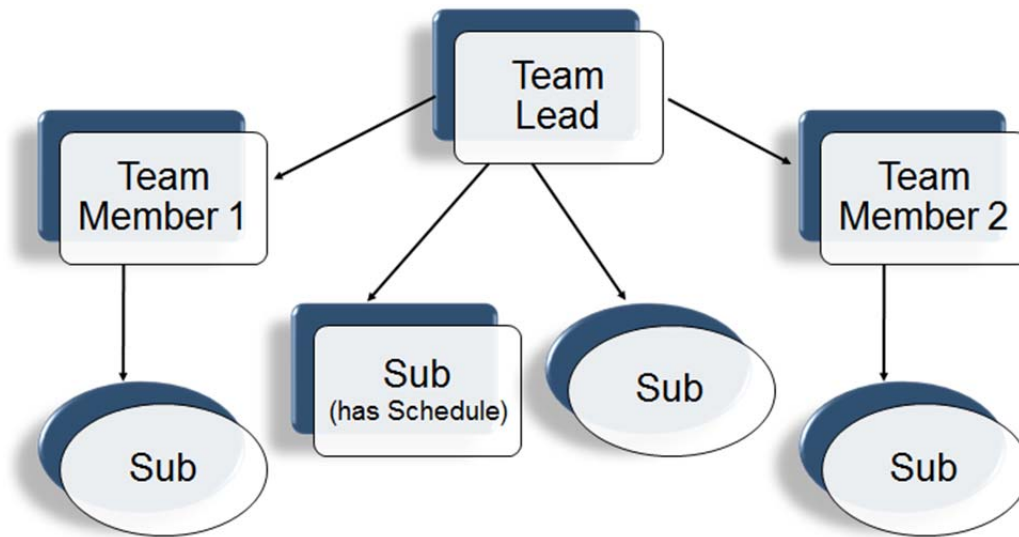 Team
Lead
Team
Member 1
Team
Member 2
Sub
(has Schedule)
Sub
Sub
Sub